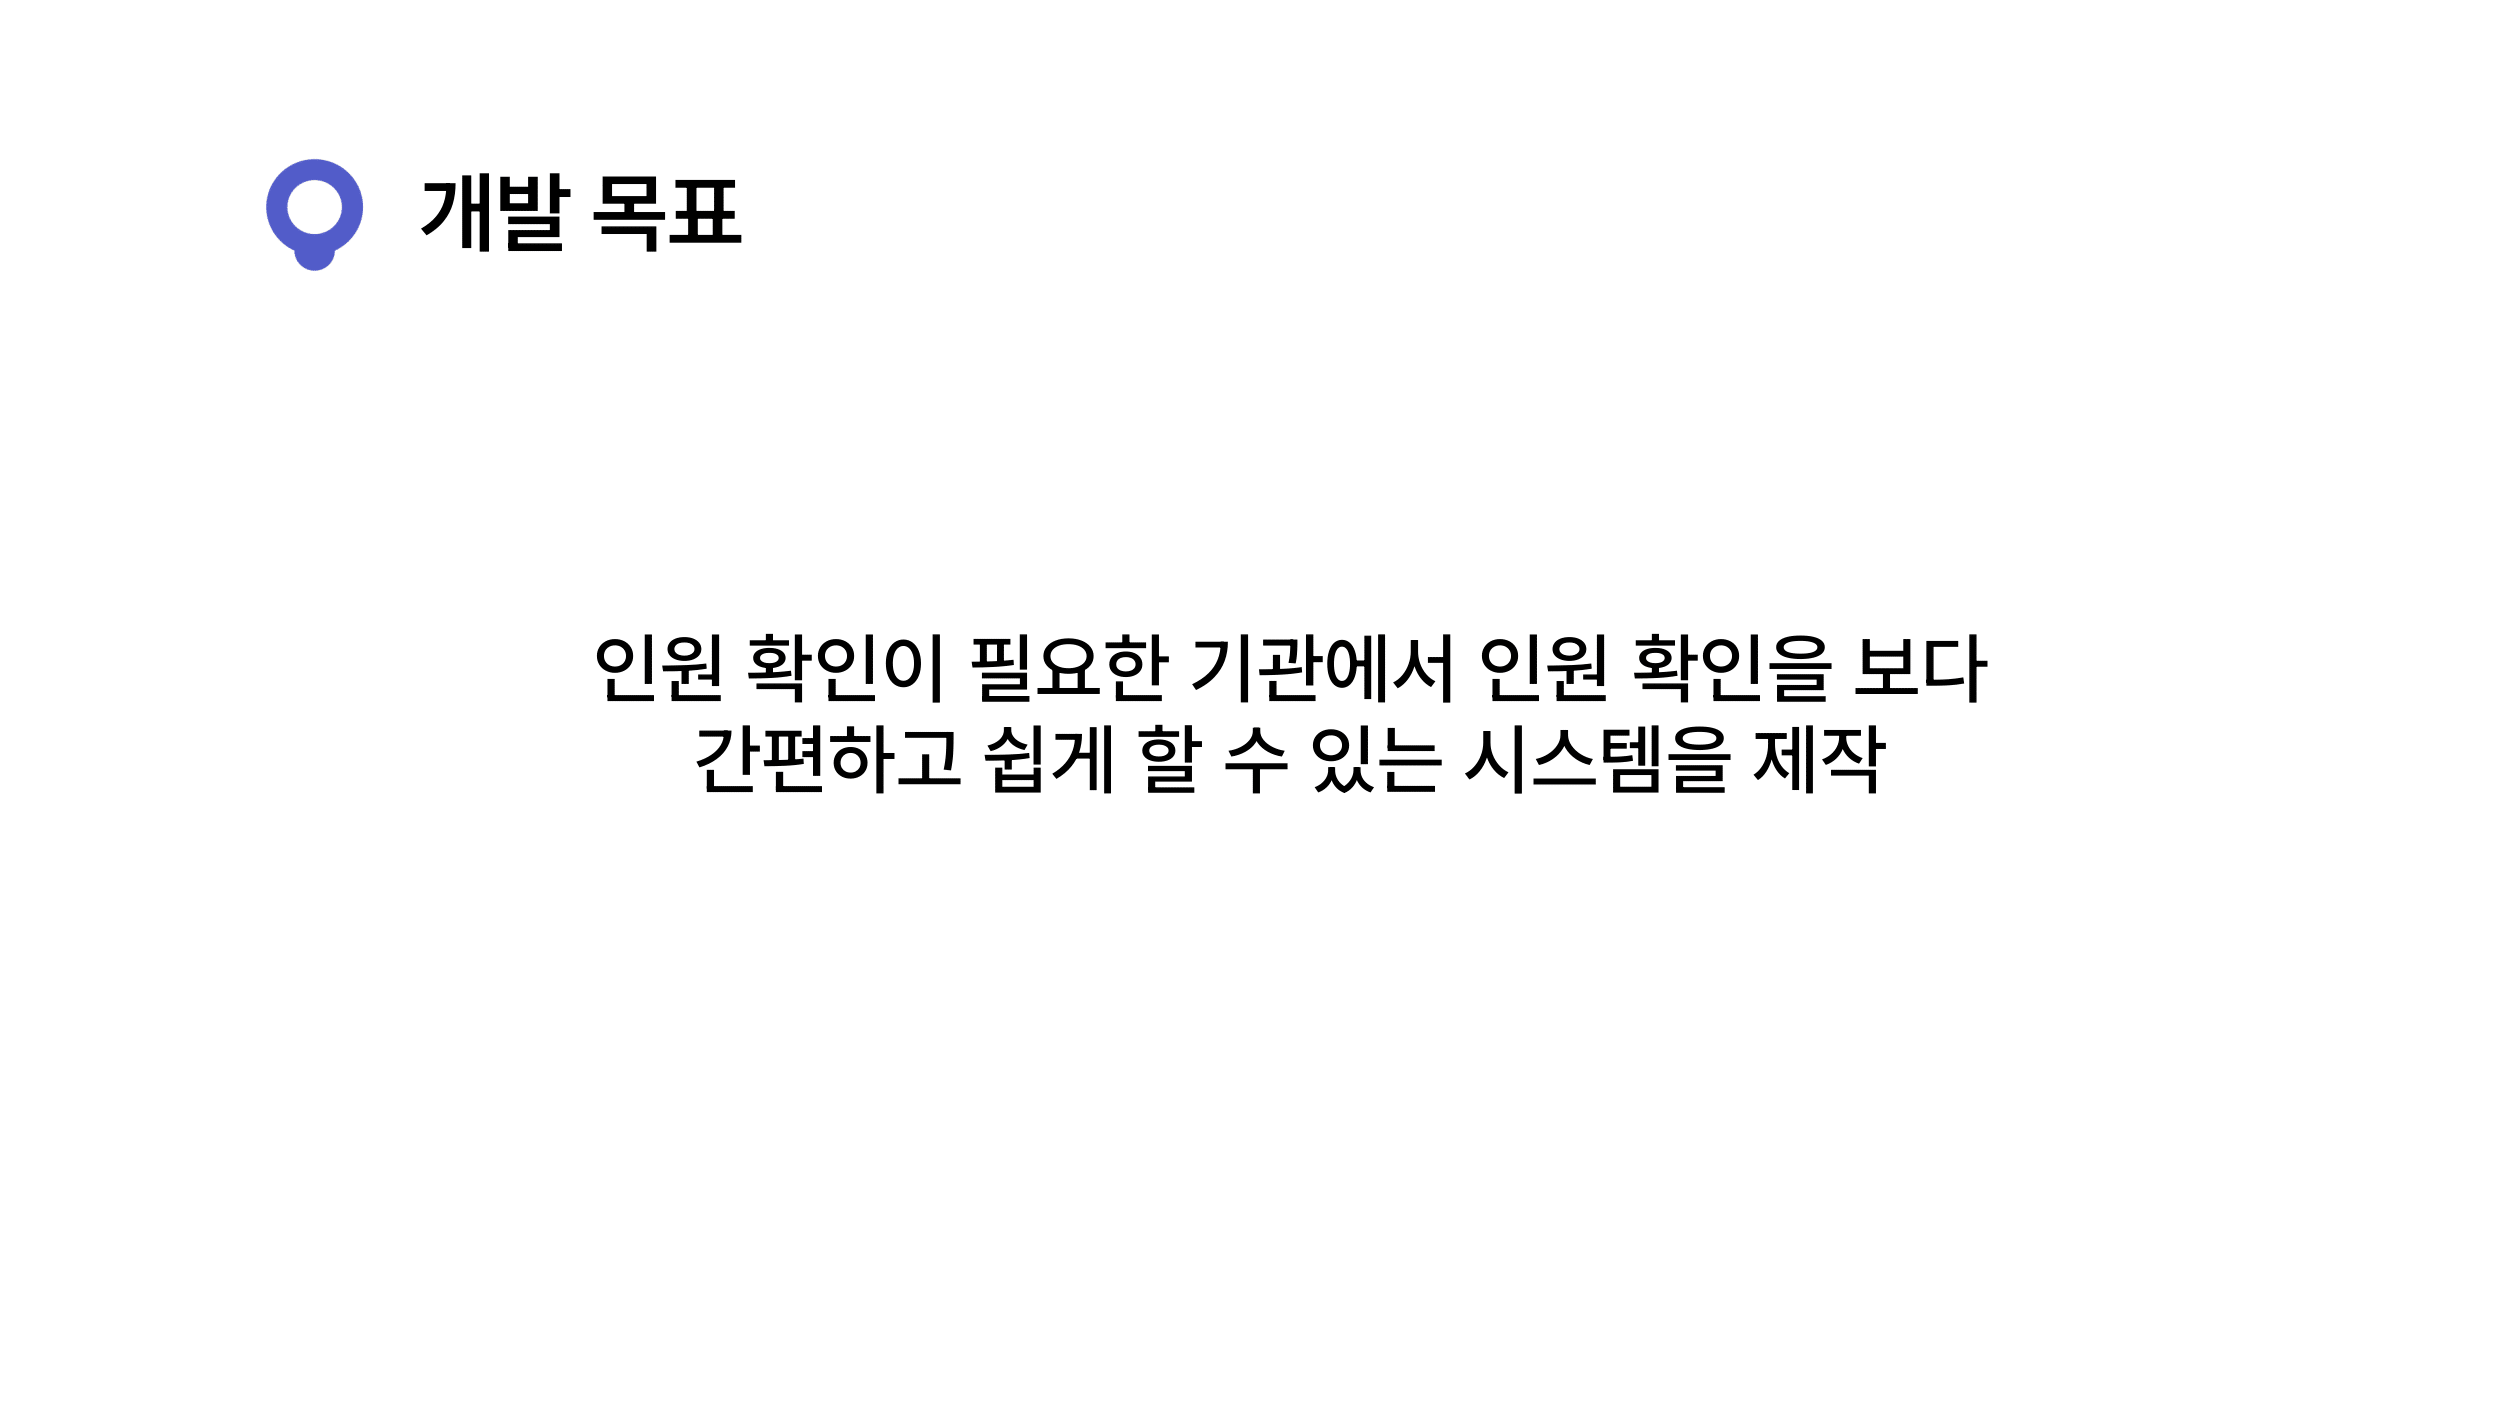 개발 목표
인원 확인이 필요한 기관에서 인원 확인을 보다
간편하고 쉽게 할 수 있는 시스템을 제작